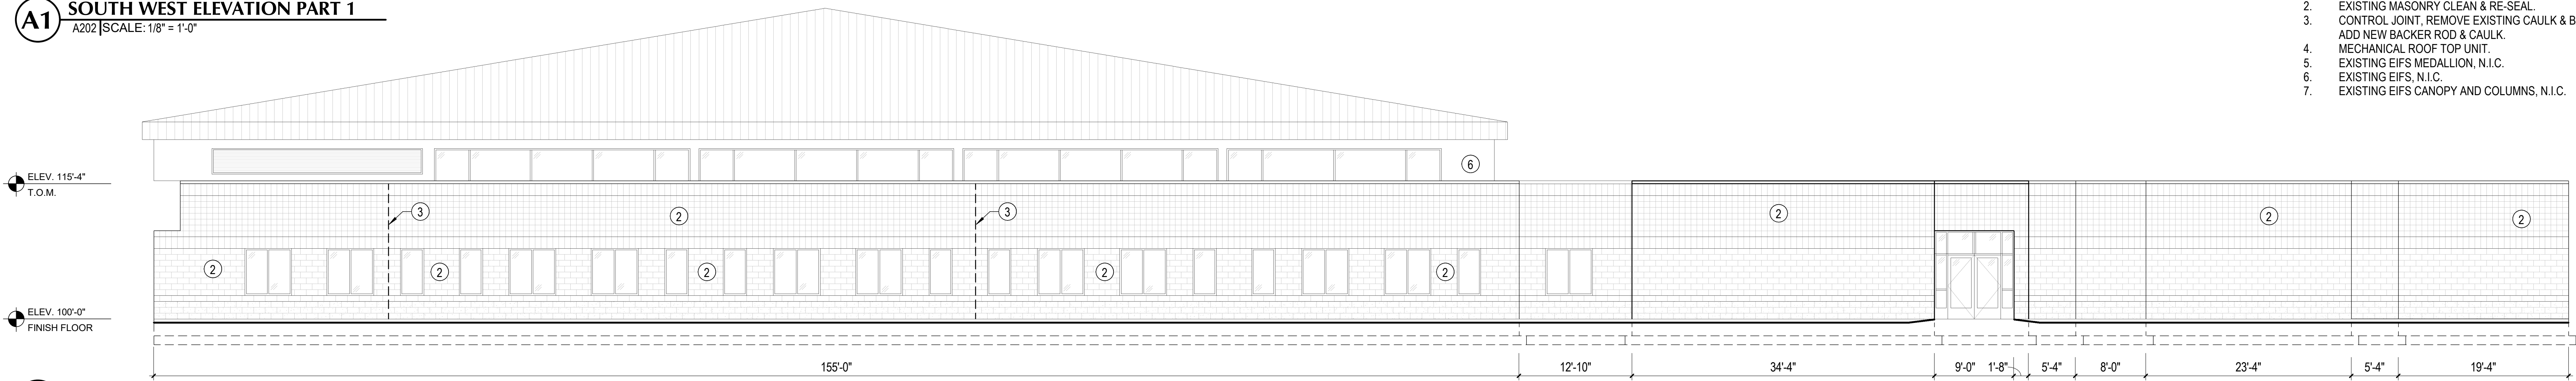 A1
SOUTH WEST ELEVATION PART 1
A202 SCALE: 1/8" = 1'-0"
2. EXISTING MASONRY CLEAN & RE-SEAL.
3. CONTROL JOINT, REMOVE EXISTING CAULK & B
ADD NEW BACKER ROD & CAULK.
4. MECHANICAL ROOF TOP UNIT.
5. EXISTING EIFS MEDALLION, N.I.C.
6. EXISTING EIFS, N.I.C.
7. EXISTING EIFS CANOPY AND COLUMNS, N.I.C.
6
ELEV. 115'-4"
T.O.M.
3 2 3 2 2 2
2 2 2 2 2
ELEV. 100'-0"
FINISH FLOOR
155'-0" 12'-10" 34'-4" 9'-0" 1'-8" 5'-4" 8'-0" 23'-4" 5'-4" 19'-4"